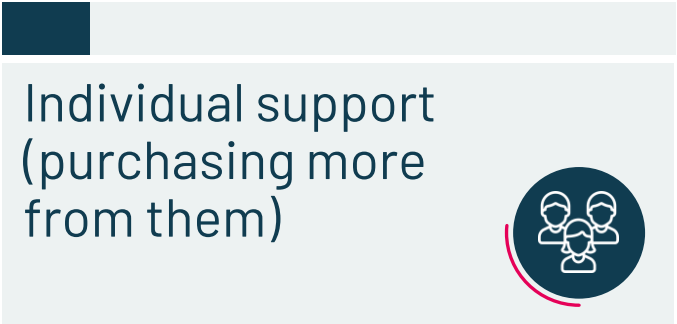 Individual support
(purchasing more
from them)